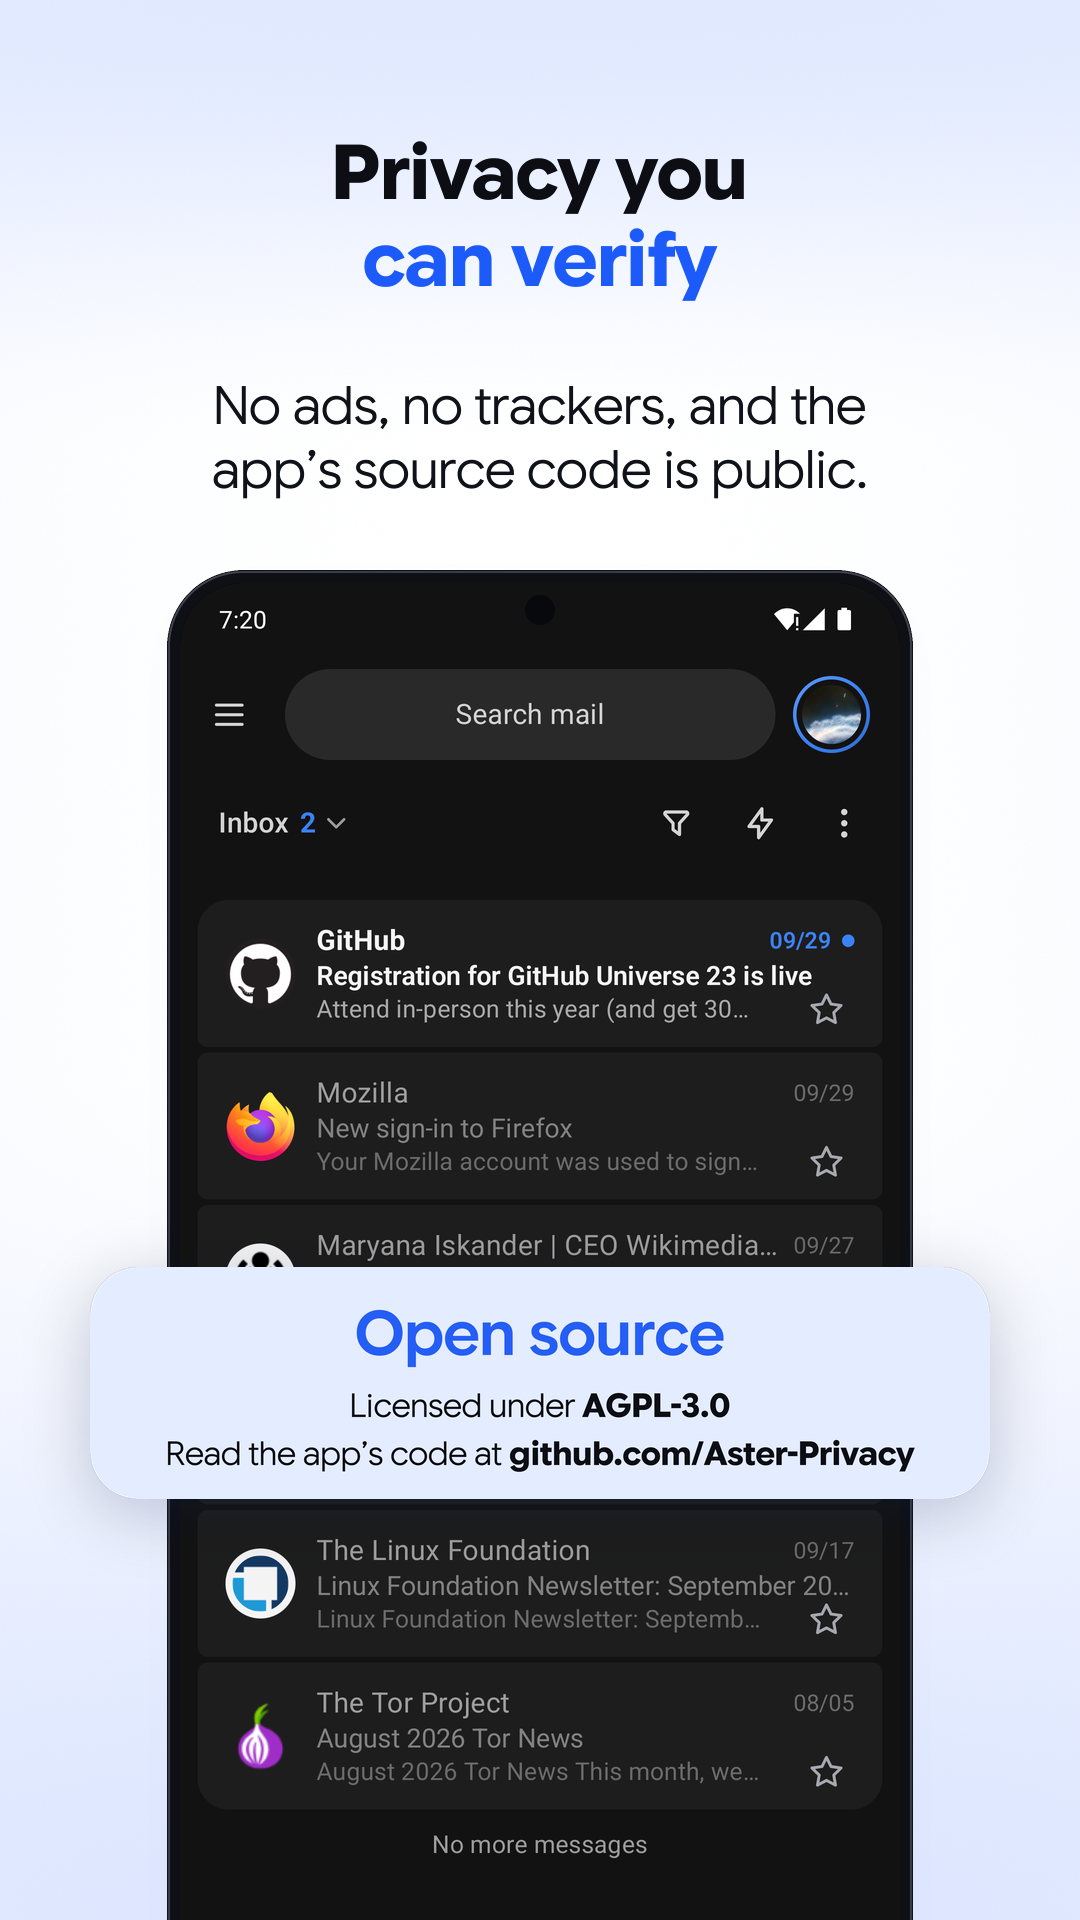 Privacy you
can verify
No ads, no trackers, and the
app's source code is public.
7:20
Search mail
Inbox 2
GitHub 09/29
Registration for GitHub Universe 23 is live
Attend in-person this year (and get 30...
Mozilla 09/29
New sign-in to Firefox
Your Mozilla account was used to sign...
Maryana Iskander | CEO Wikimedia... 09/27
Open source
Licensed under AGPL-3.0
Read the app's code at github.com/Aster-Privacy
The Linux Foundation 09/17
Linux Foundation Newsletter: September 20...
Linux Foundation Newsletter: Septemb...
The Tor Project 08/05
August 2026 Tor News
August 2026 Tor News This month, we...
No more messages